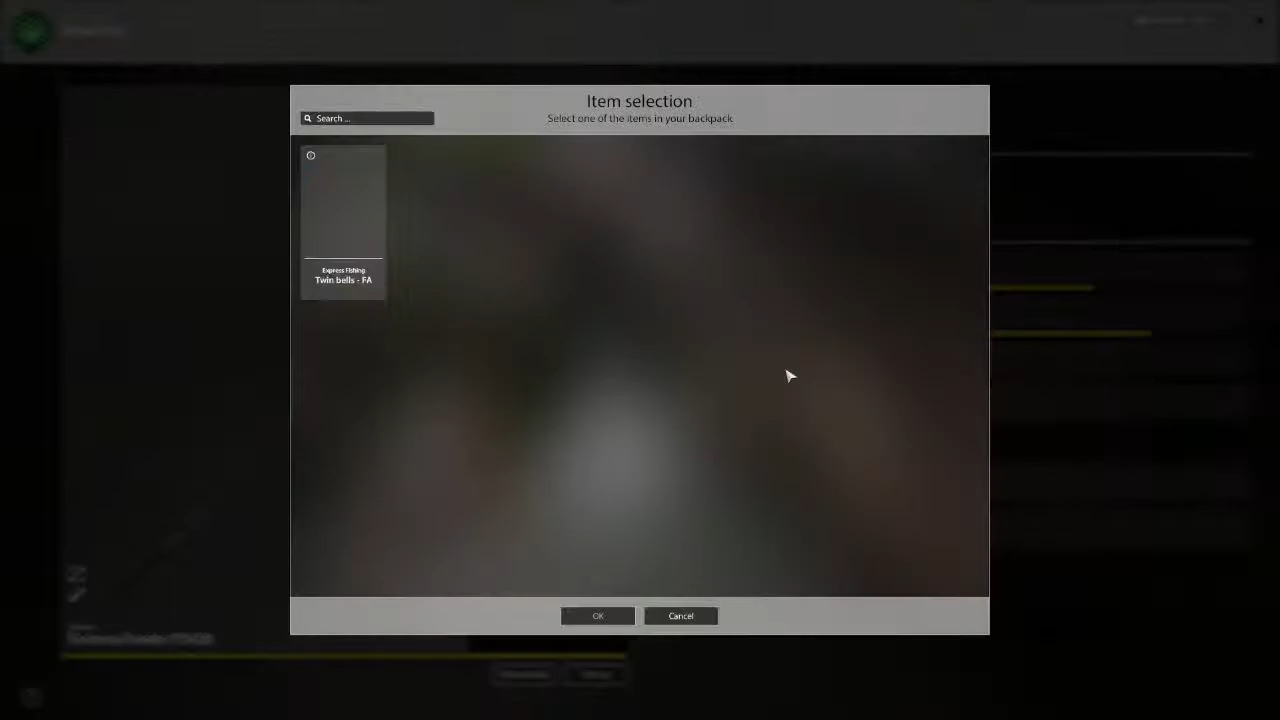 Item selection
Select one of the items in your backpack
Search ...
Express Fishing
Twin bells - FA
OK
Cancel